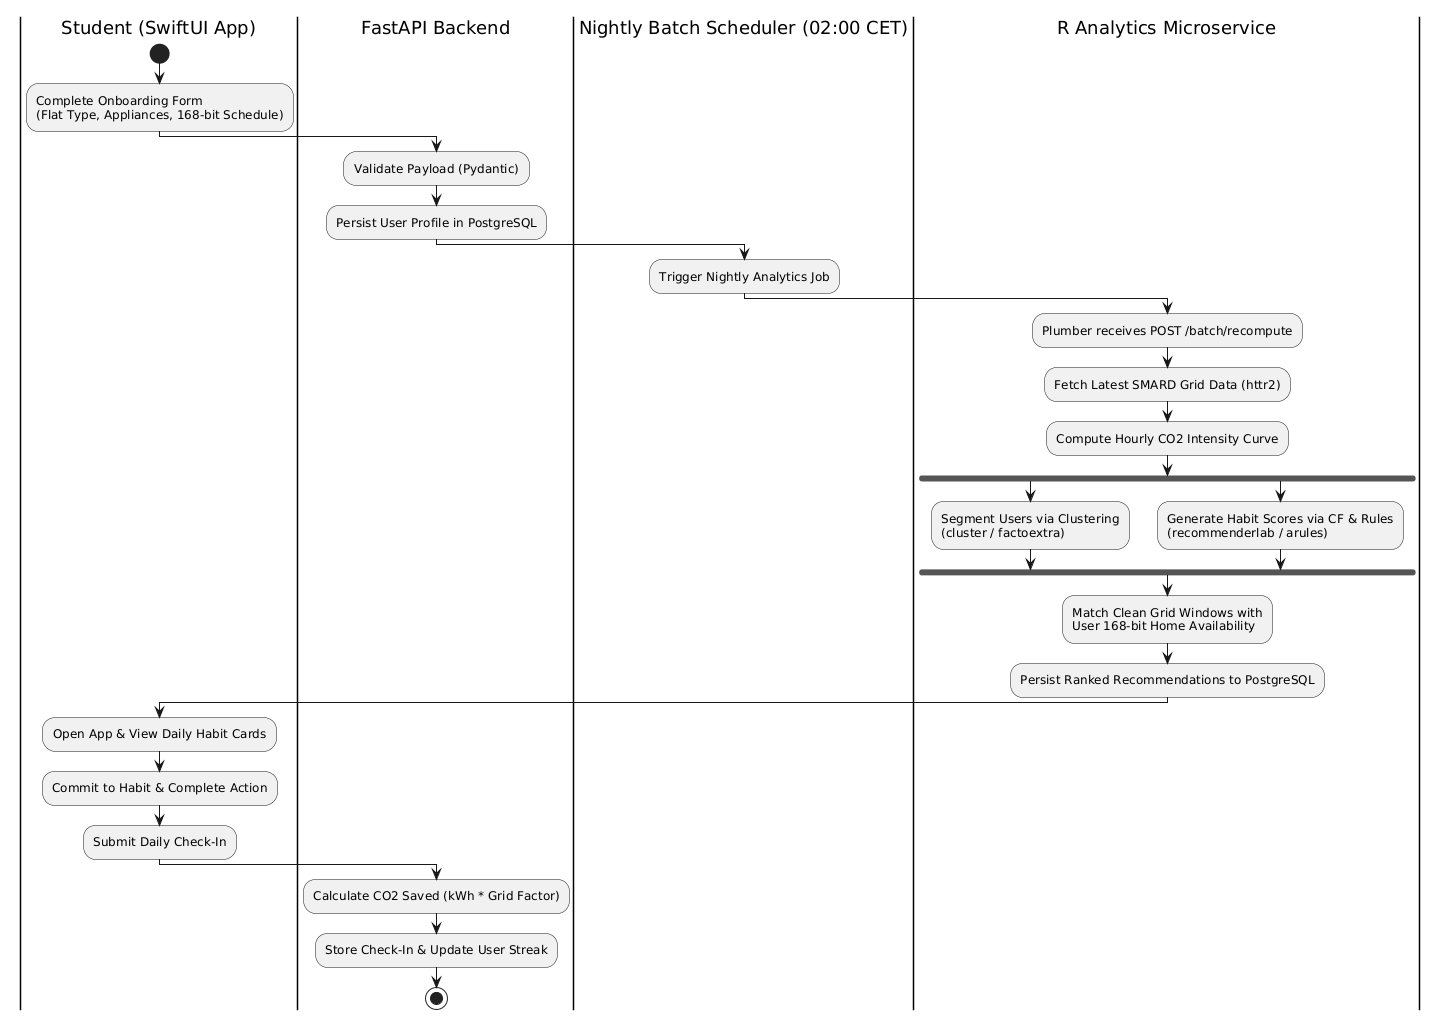 Student (SwiftUI App)
FastAPI Backend
Nightly Batch Scheduler (02:00 CET)
R Analytics Microservice
Complete Onboarding Form
(Flat Type, Appliances, 168-bit Schedule)
Validate Payload (Pydantic)
Persist User Profile in PostgreSQL
Trigger Nightly Analytics Job
Plumber receives POST /batch/recompute
Fetch Latest SMARD Grid Data (httr2)
Compute Hourly CO2 Intensity Curve
Segment Users via Clustering
(cluster / factoextra)
Generate Habit Scores via CF & Rules
(recommenderlab / arules)
Match Clean Grid Windows with
User 168-bit Home Availability
Persist Ranked Recommendations to PostgreSQL
Open App & View Daily Habit Cards
Commit to Habit & Complete Action
Submit Daily Check-In
Calculate CO2 Saved (kWh * Grid Factor)
Store Check-In & Update User Streak